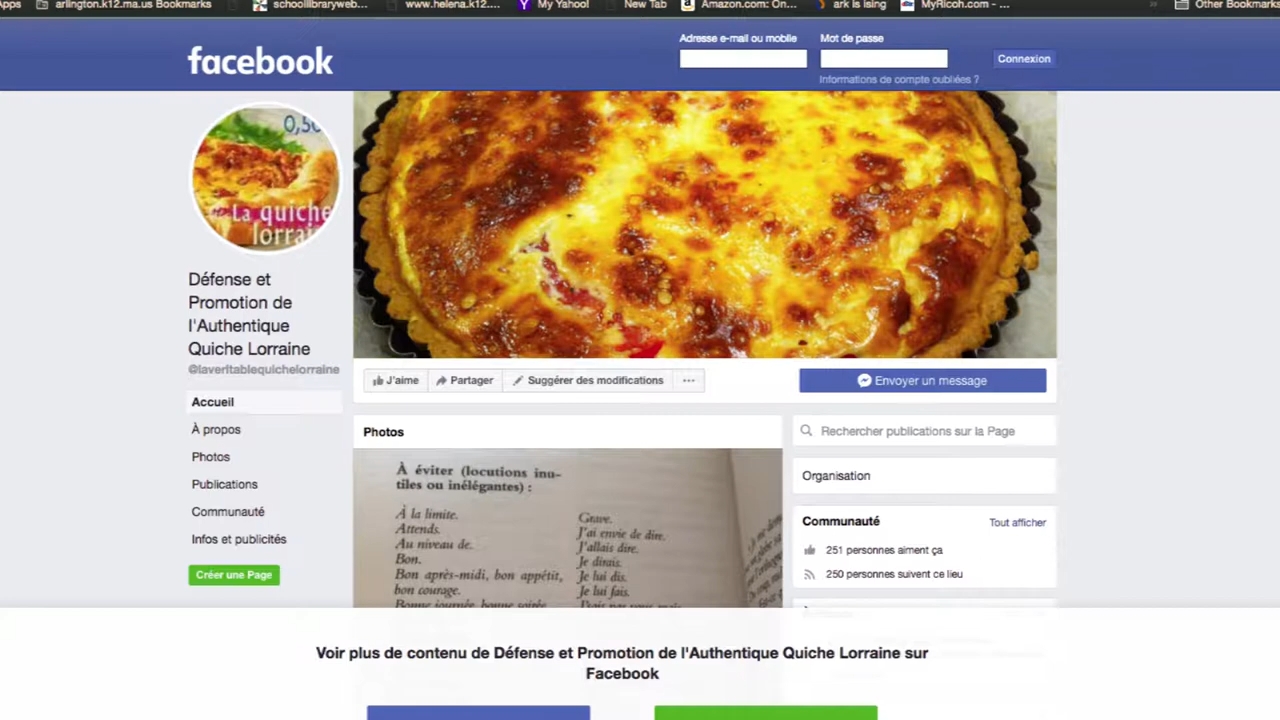 Apps
arlington.k12.ma.us Bookmarks
schoollibraryweb...
www.helena.k12....
My Yahoo!
New Tab
Amazon.com: On...
ark is ising
MyRicoh.com - ...
»
Other Bookmarks
facebook
Adresse e-mail ou mobile
Mot de passe
Connexion
Informations de compte oubliées ?
La quiche
lorrai
Défense et
Promotion de
l'Authentique
Quiche Lorraine
@laveritablequichelorraine
Accueil
À propos
Photos
Publications
Communauté
Infos et publicités
Créer une Page
J'aime
Partager
Suggérer des modifications
...
Envoyer un message
Photos
À éviter (locutions inu-
tiles ou inélégantes) :
À la limite.
Attends.
Au niveau de.
Bon.
Bon après-midi, bon appétit,
bon courage.
Bonne journée, bonne soirée
Grave.
J'ai envie de dire.
J'allais dire.
Je dirais.
Je lui dis.
Je lui fais.
Rechercher publications sur la Page
Organisation
Communauté
Tout afficher
251 personnes aiment ça
250 personnes suivent ce lieu
Voir plus de contenu de Défense et Promotion de l'Authentique Quiche Lorraine sur
Facebook